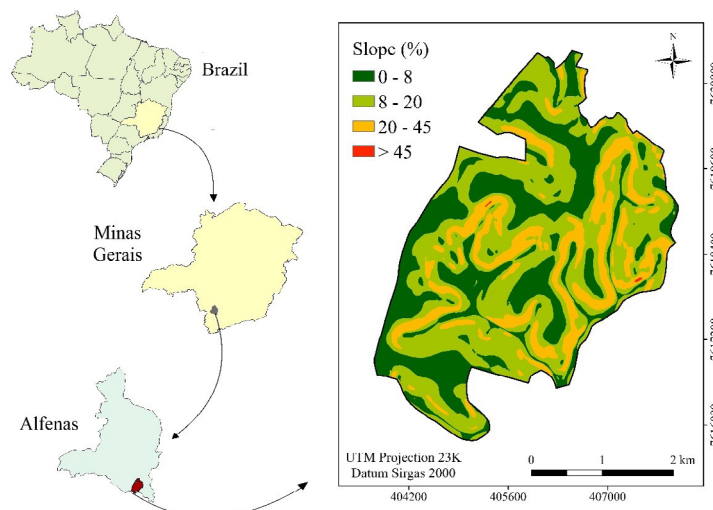 Brazil
Minas
Gerais
Alfenas
Slope (%)
0 - 8
8 - 20
20 - 45
> 45
N
UTM Projection 23K
Datum Sirgas 2000
0 1 2 km
404200 405600 407000